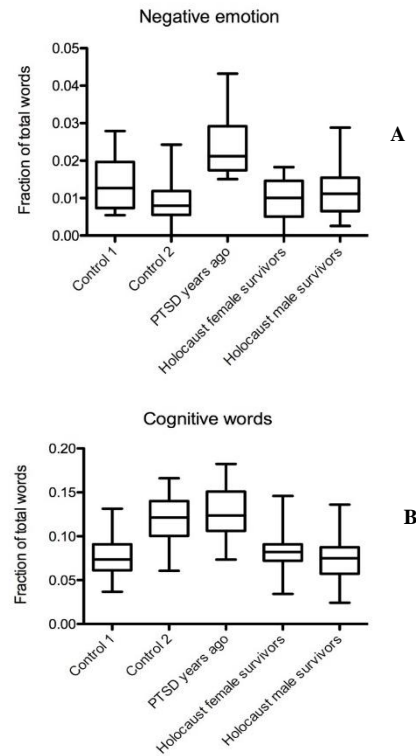 Negative emotion
Fraction of total words
0.05
0.04
0.03
0.02
0.01
0.00
A
Control 1
Control 2
PTSD years ago
Holocaust female survivors
Holocaust male survivors
Cognitive words
Fraction of total words
0.20
0.15
0.10
0.05
0.00
B
Control 1
Control 2
PTSD years ago
Holocaust female survivors
Holocaust male survivors